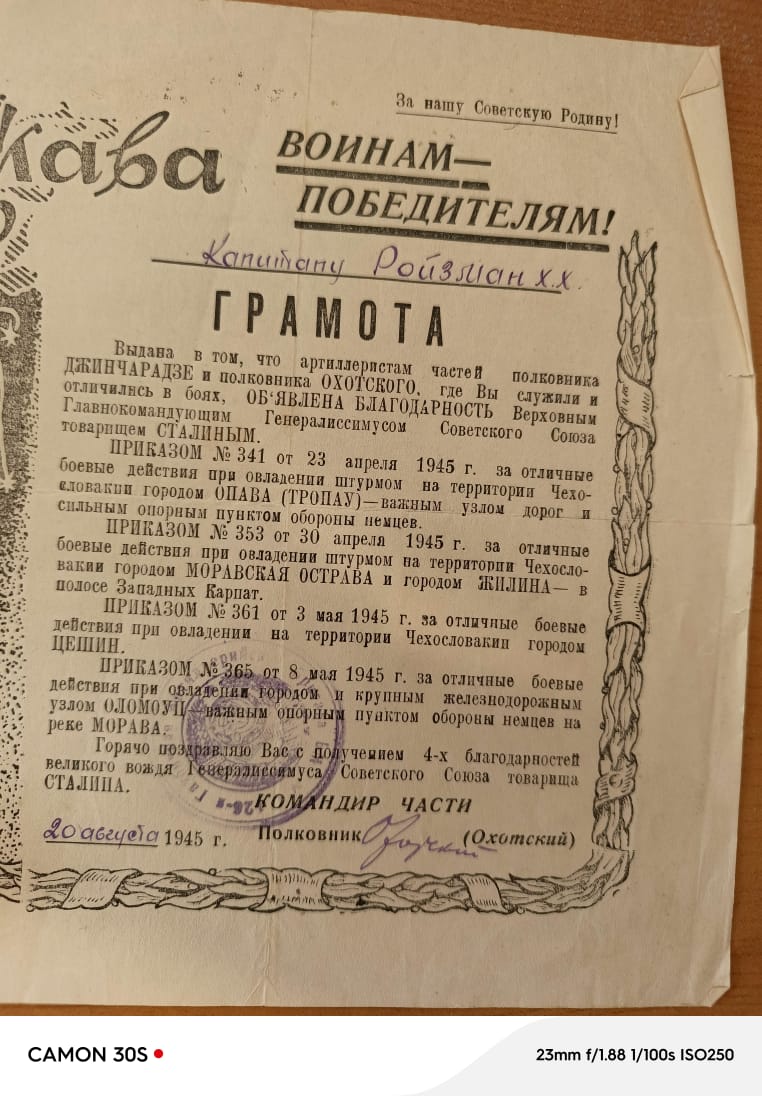 За нашу Советскую Родину!
кава
ВОИНАМ—
ПОБЕДИТЕЛЯМ!
Капитану Ройзман Х.Х.
ГРАМОТА
Выдана в том, что артиллеристам частей полковника
ДЖИНЧАРАДЗЕ и полковника ОХОТСКОГО, где Вы служили и
отличились в боях, ОБ‘ЯВЛЕНА БЛАГОДАРНОСТЬ Верховным
Главнокомандующим Генералиссимусом Советского Союза
товарищем СТАЛИНЫМ.
ПРИКАЗОМ № 341 от 23 апреля 1945 г. за отличные
боевые действия при овладении штурмом на территории Чехо-
словакии городом ОПАВА (ТРОПАУ)—важным узлом дорог и
сильным опорным пунктом обороны немцев.
ПРИКАЗОМ № 353 от 30 апреля 1945 г. за отличные
боевые действия при овладении штурмом на территории Чехосло-
вакии городом МОРАВСКАЯ ОСТРАВА и городом ЖИЛИНА— в
полосе Западных Карпат.
ПРИКАЗОМ № 361 от 3 мая 1945 г. за отличные боевые
действия при овладении на территории Чехословакии городом
ЦЕШИН.
ПРИКАЗОМ № 365 от 8 мая 1945 г. за отличные боевые
действия при овладении городом и крупным железнодорожным
узлом ОЛОМОУЦ—важным опорным пунктом обороны немцев на
реке МОРАВА.
Горячо поздравляю Вас с получением 4-х благодарностей
великого вождя Генералиссимуса Советского Союза товарища
СТАЛИНА.
КОМАНДИР ЧАСТИ
20 августа 1945 г. Полковник (Охотский)
CAMON 30S
23mm f/1.88 1/100s ISO250